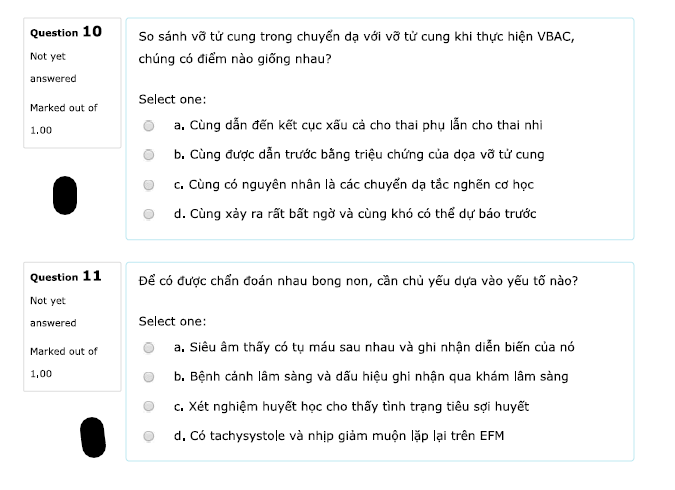 Question 10
Not yet
answered
Marked out of
1.00
So sánh vỡ tử cung trong chuyển dạ với vỡ tử cung khi thực hiện VBAC,
chúng có điểm nào giống nhau?
Select one:
a. Cùng dẫn đến kết cục xấu cả cho thai phụ lẫn cho thai nhi
b. Cùng được dẫn trước bằng triệu chứng của dọa vỡ tử cung
c. Cùng có nguyên nhân là các chuyển dạ tắc nghẽn cơ học
d. Cùng xảy ra rất bất ngờ và cùng khó có thể dự báo trước
Question 11
Not yet
answered
Marked out of
1,00
Để có được chẩn đoán nhau bong non, cần chủ yếu dựa vào yếu tố nào?
Select one:
a. Siêu âm thấy có tụ máu sau nhau và ghi nhận diễn biến của nó
b. Bệnh cảnh lâm sàng và dấu hiệu ghi nhận qua khám lâm sàng
c. Xét nghiệm huyết học cho thấy tình trạng tiêu sợi huyết
d. Có tachysystole và nhịp giảm muộn lặp lại trên EFM